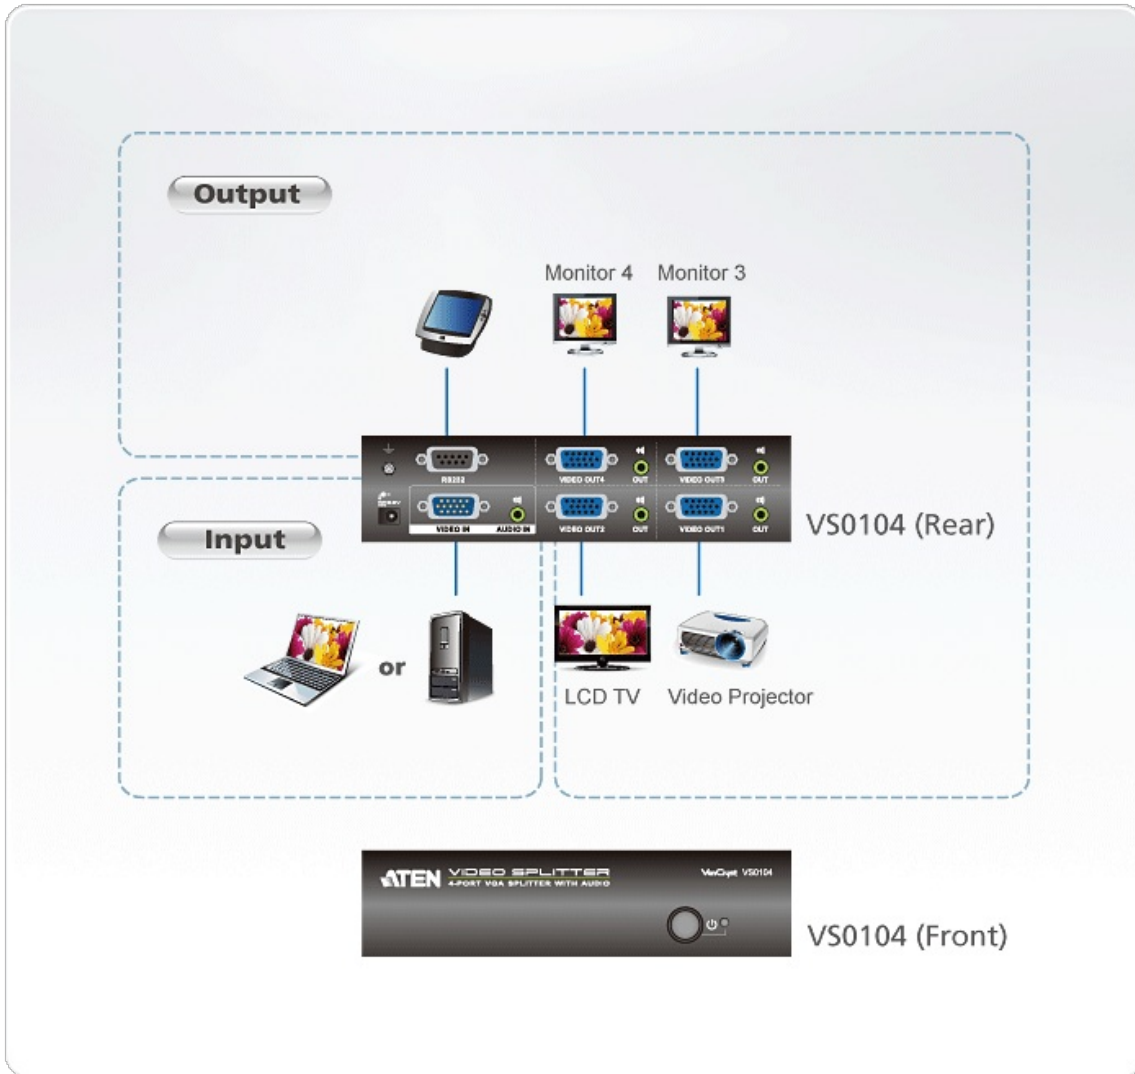 Output
Monitor 4 Monitor 3
RS232
VIDEO OUT4 OUT VIDEO OUT3 OUT
VIDEO IN AUDIO IN VIDEO OUT2 OUT VIDEO OUT1 OUT
VS0104 (Rear)
Input
or
LCD TV Video Projector
ATEN VIDEO SPLITTER
4-PORT VGA SPLITTER WITH AUDIO
VanCryst VS0104
VS0104 (Front)